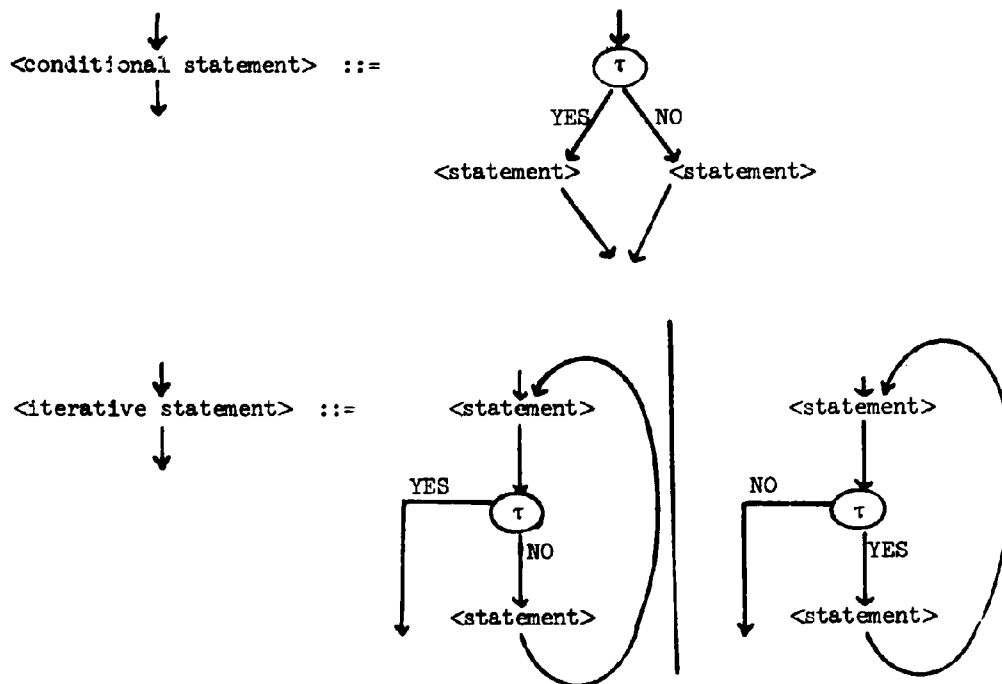 <conditional statement> ::=
τ
YES NO
<statement> <statement>
<iterative statement> ::=
<statement>
YES
τ
NO
<statement>
<statement>
NO
τ
YES
<statement>